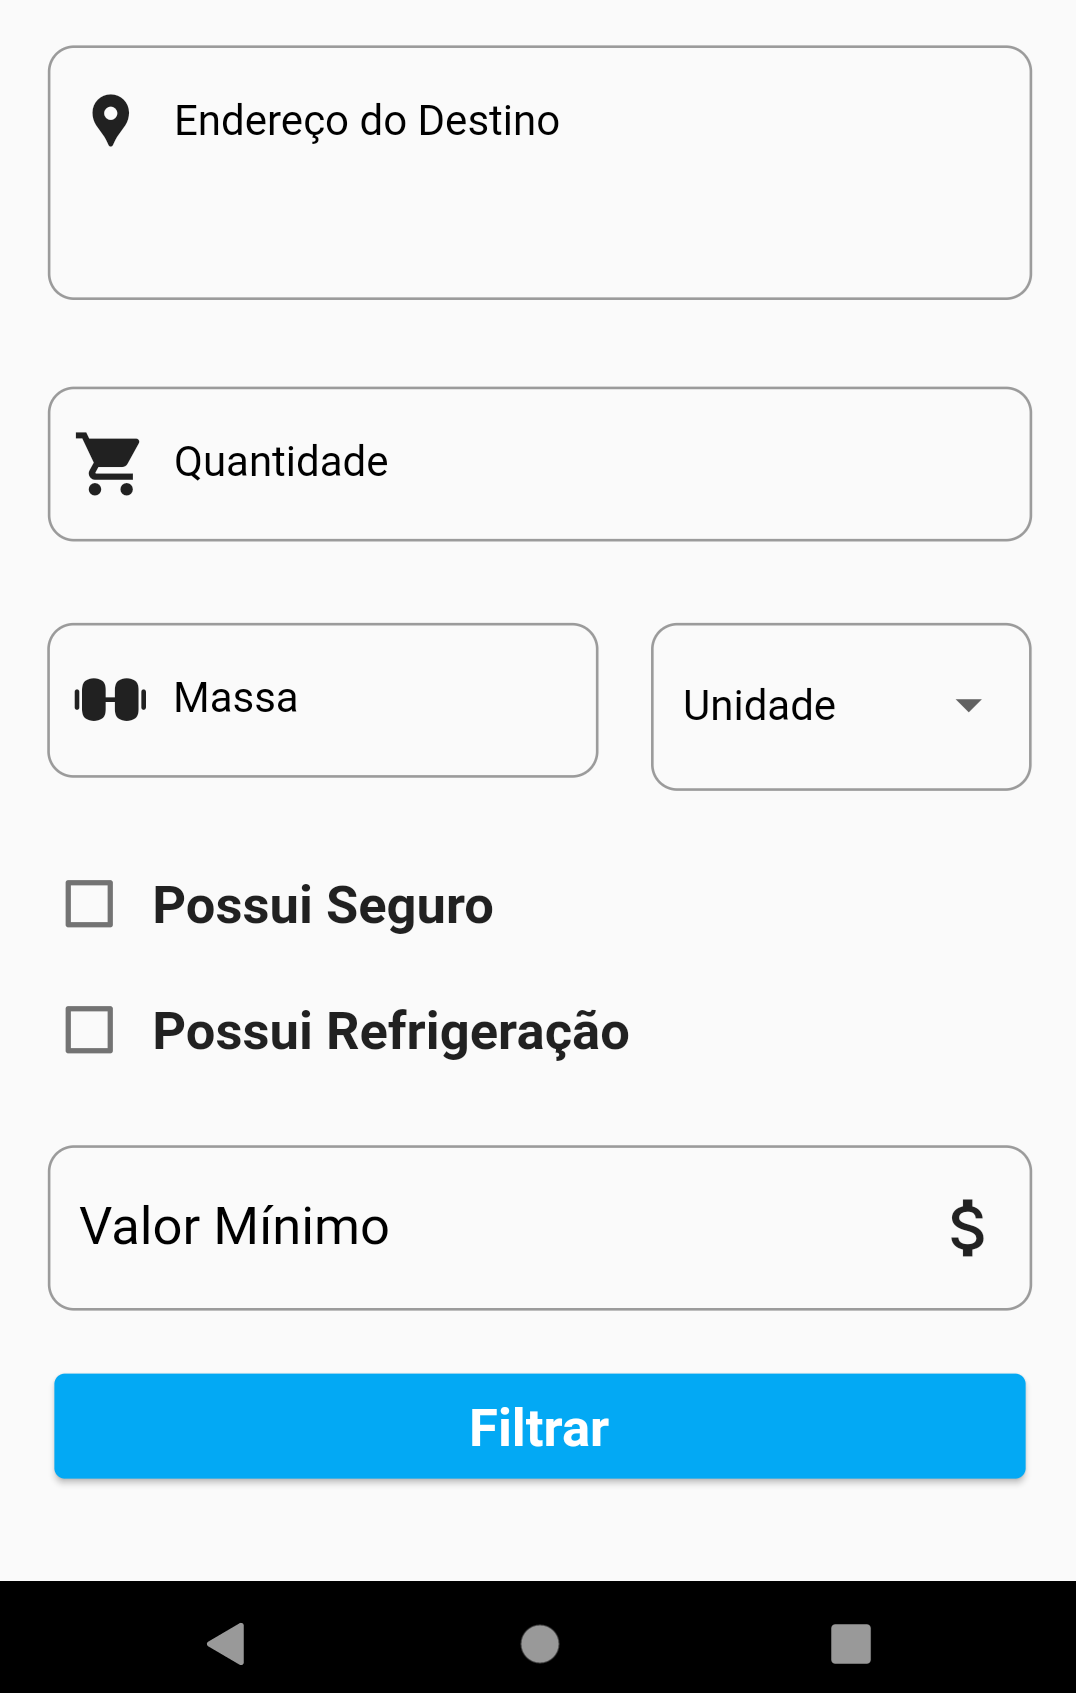 Endereço do Destino
Quantidade
Massa
Unidade
Possui Seguro
Possui Refrigeração
Valor Mínimo
$
Filtrar